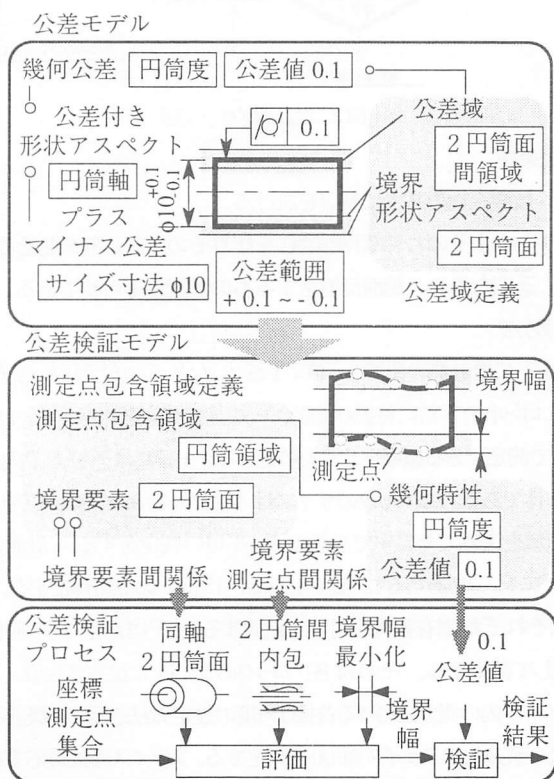 公差モデル
幾何公差 円筒度 公差値 0.1
公差付き
形状アスペクト
円筒軸
プラス
マイナス公差
サイズ寸法 φ10
0.1
φ10 +0.1 -0.1
公差範囲
+0.1~-0.1
公差域
2円筒面
間領域
境界
形状アスペクト
2円筒面
公差域定義
公差検証モデル
測定点包含領域定義
測定点包含領域
円筒領域
境界要素 2円筒面
境界要素間関係
境界要素
測定点間関係
境界幅
測定点
幾何特性
円筒度
公差値 0.1
公差検証
プロセス
座標
測定点
集合
同軸
2円筒面
2円筒間
内包
境界幅
最小化
0.1
公差値
評価
境界
幅
検証
検証
結果